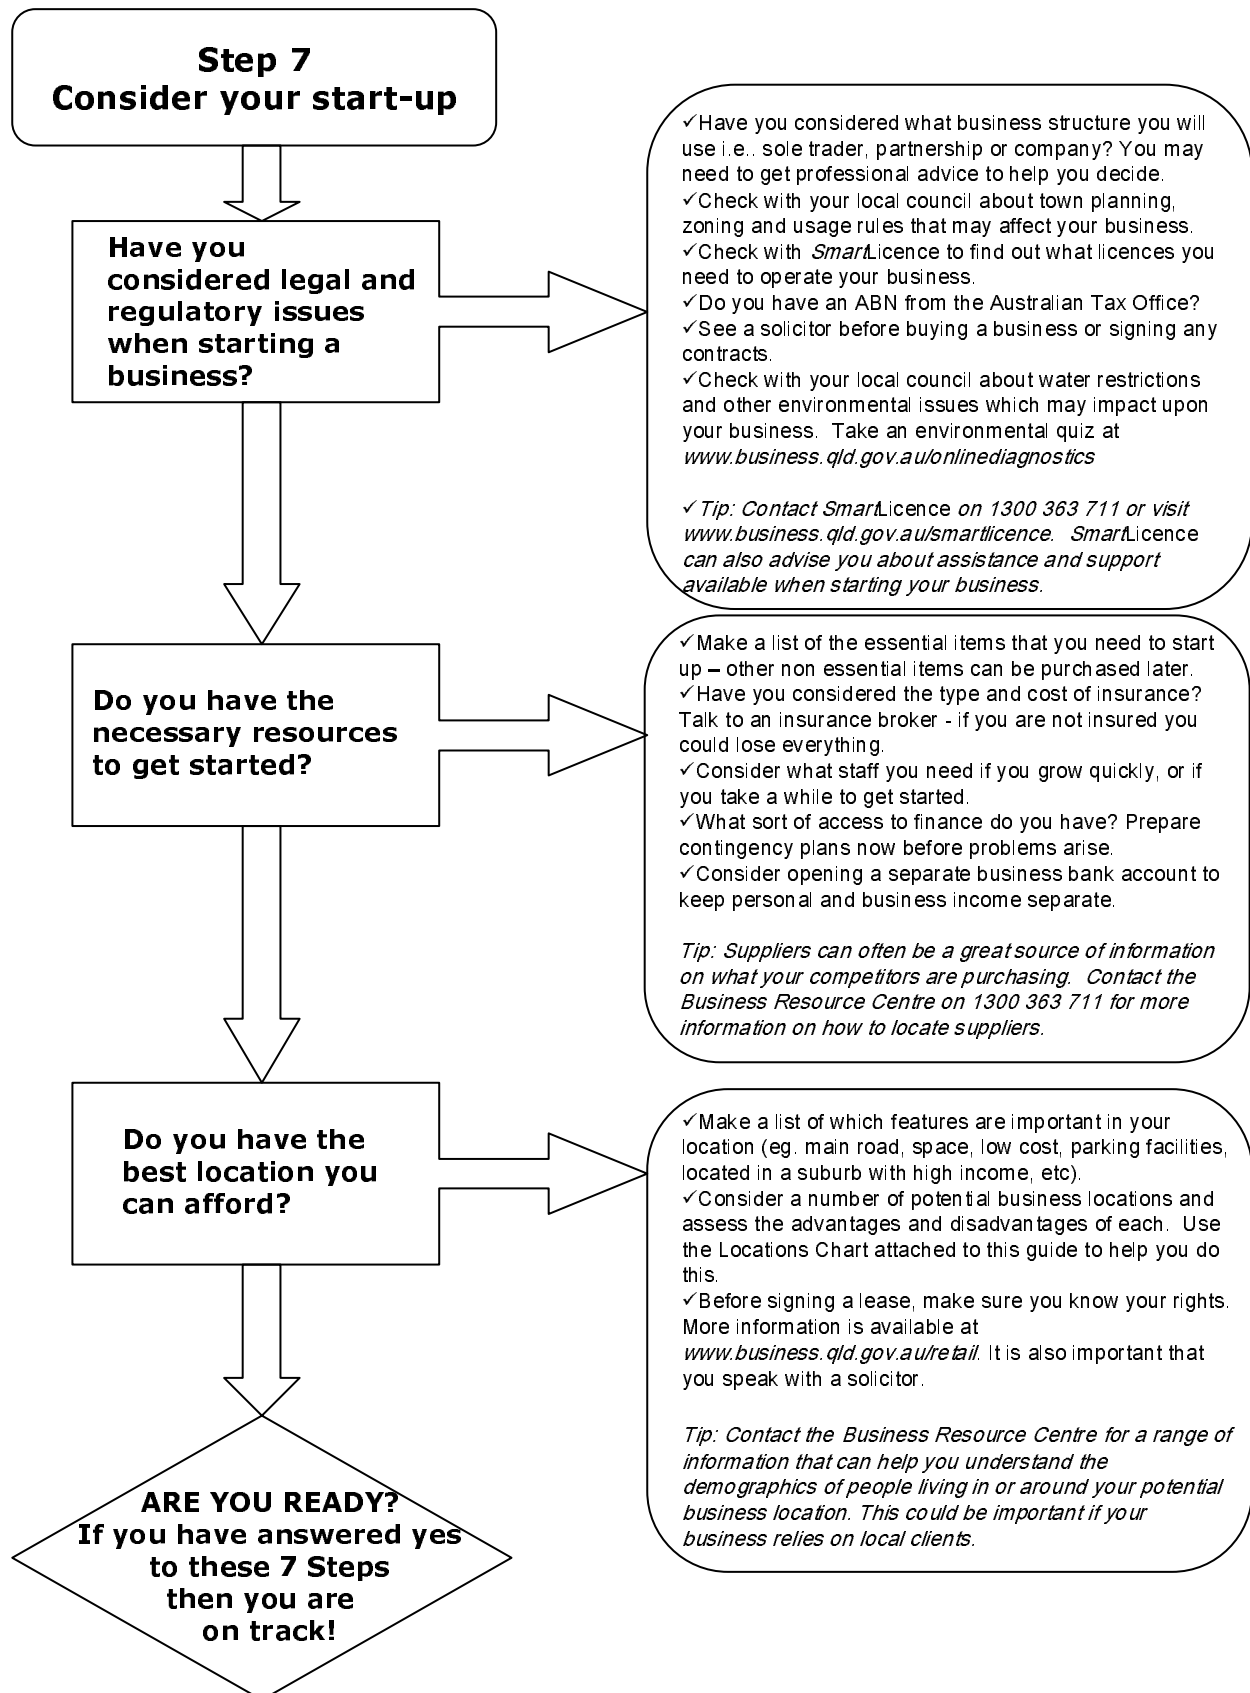 Step 7
Consider your start-up
Have you
considered legal and
regulatory issues
when starting a
business?
✓Have you considered what business structure you will
use i.e.. sole trader, partnership or company? You may
need to get professional advice to help you decide.
✓Check with your local council about town planning,
zoning and usage rules that may affect your business.
✓Check with SmartLicence to find out what licences you
need to operate your business.
✓Do you have an ABN from the Australian Tax Office?
✓See a solicitor before buying a business or signing any
contracts.
✓Check with your local council about water restrictions
and other environmental issues which may impact upon
your business.  Take an environmental quiz at
www.business.qld.gov.au/onlinediagnostics
✓Tip: Contact SmartLicence on 1300 363 711 or visit
www.business.qld.gov.au/smartlicence.  SmartLicence
can also advise you about assistance and support
available when starting your business.
Do you have the
necessary resources
to get started?
✓Make a list of the essential items that you need to start
up – other non essential items can be purchased later.
✓Have you considered the type and cost of insurance?
Talk to an insurance broker - if you are not insured you
could lose everything.
✓Consider what staff you need if you grow quickly, or if
you take a while to get started.
✓What sort of access to finance do you have? Prepare
contingency plans now before problems arise.
✓Consider opening a separate business bank account to
keep personal and business income separate.
Tip: Suppliers can often be a great source of information
on what your competitors are purchasing.  Contact the
Business Resource Centre on 1300 363 711 for more
information on how to locate suppliers.
Do you have the
best location you
can afford?
✓Make a list of which features are important in your
location (eg. main road, space, low cost, parking facilities,
located in a suburb with high income, etc).
✓Consider a number of potential business locations and
assess the advantages and disadvantages of each.  Use
the Locations Chart attached to this guide to help you do
this.
✓Before signing a lease, make sure you know your rights.
More information is available at
www.business.qld.gov.au/retail. It is also important that
you speak with a solicitor.
Tip: Contact the Business Resource Centre for a range of
information that can help you understand the
demographics of people living in or around your potential
business location. This could be important if your
business relies on local clients.
ARE YOU READY?
If you have answered yes
to these 7 Steps
then you are
on track!